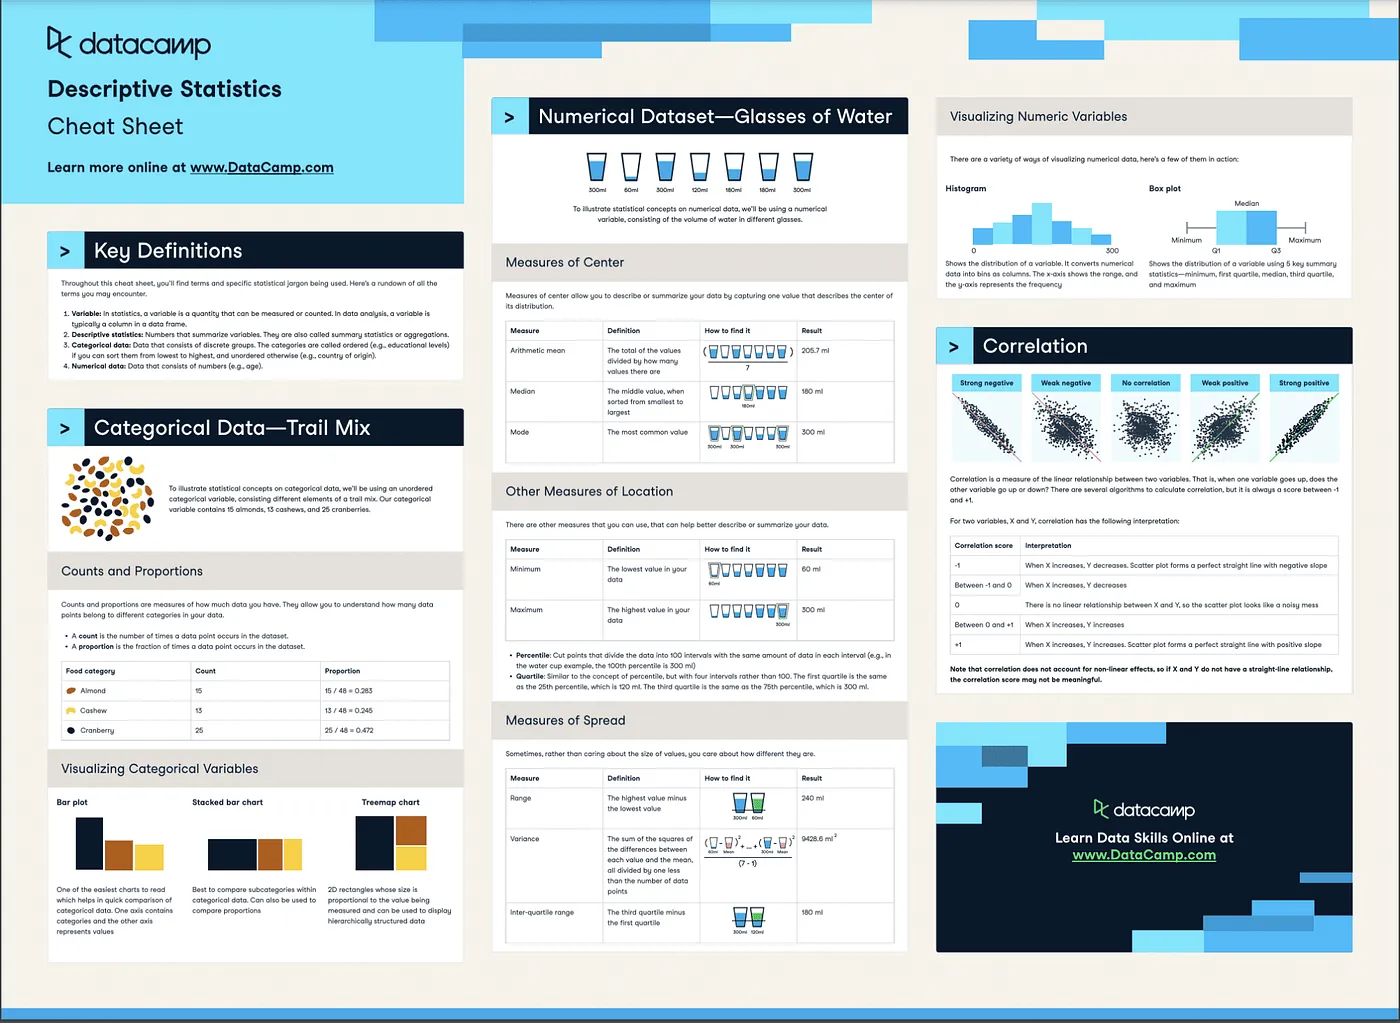 datacamp
Descriptive Statistics
Cheat Sheet
Learn more online at www.DataCamp.com
> Key Definitions
Throughout this cheat sheet, you'll find terms and specific statistical jargon being used. Here's a rundown of all the
terms you may encounter.
1. Variable: In statistics, a variable is a quantity that can be measured or counted. In data analysis, a variable is
typically a column in a data frame.
2. Descriptive statistics: Numbers that summarize variables. They are also called summary statistics or aggregations.
3. Categorical data: Data that consists of discrete groups. The categories are called ordered (e.g., educational levels)
if you can sort them from lowest to highest, and unordered otherwise (e.g., country of origin).
4. Numerical data: Data that consists of numbers (e.g., age).
> Categorical Data—Trail Mix
To illustrate statistical concepts on categorical data, we'll be using an unordered
categorical variable, consisting different elements of a trail mix. Our categorical
variable contains 15 almonds, 13 cashews, and 25 cranberries.
Counts and Proportions
Counts and proportions are measures of how much data you have. They allow you to understand how many data
points belong to different categories in your data.
• A count is the number of times a data point occurs in the dataset.
• A proportion is the fraction of times a data point occurs in the dataset.
Food category Count Proportion
Almond 15 15 / 48 = 0.283
Cashew 13 13 / 48 = 0.245
Cranberry 25 25 / 48 = 0.472
Visualizing Categorical Variables
Bar plot
One of the easiest charts to read
which helps in quick comparison of
categorical data. One axis contains
categories and the other axis
represents values
Stacked bar chart
Best to compare subcategories within
categorical data. Can also be used to
compare proportions
Treemap chart
2D rectangles whose size is
proportional to the value being
measured and can be used to display
hierarchically structured data
> Numerical Dataset—Glasses of Water
300ml 60ml 300ml 120ml 180ml 180ml 300ml
To illustrate statistical concepts on numerical data, we'll be using a numerical
variable, consisting of the volume of water in different glasses.
Measures of Center
Measures of center allow you to describe or summarize your data by capturing one value that describes the center of
its distribution.
Measure Definition How to find it Result
Arithmetic mean The total of the values ( ) 205.7 ml
divided by how many
values there are 7
Median The middle value, when 180 ml
sorted from smallest to 180ml
largest
Mode The most common value 300 ml
300ml 300ml 300ml
Other Measures of Location
There are other measures that you can use, that can help better describe or summarize your data.
Measure Definition How to find it Result
Minimum The lowest value in your 60 ml
data 60ml
Maximum The highest value in your 300 ml
data 300ml
• Percentile: Cut points that divide the data into 100 intervals with the same amount of data in each interval (e.g., in
the water cup example, the 100th percentile is 300 ml)
• Quartile: Similar to the concept of percentile, but with four intervals rather than 100. The first quartile is the same
as the 25th percentile, which is 120 ml. The third quartile is the same as the 75th percentile, which is 300 ml.
Measures of Spread
Sometimes, rather than caring about the size of values, you care about how different they are.
Measure Definition How to find it Result
Range The highest value minus 240 ml
the lowest value 300ml 60ml
Variance The sum of the squares of ( - )² + ... + ( - )² 9428.6 ml²
the differences between 60ml Mean 300ml Mean
each value and the mean, (7 - 1)
all divided by one less
than the number of data
points
Inter-quartile range The third quartile minus 180 ml
the first quartile 300ml 120ml
Visualizing Numeric Variables
There are a variety of ways of visualizing numerical data, here's a few of them in action:
Histogram
0 300
Shows the distribution of a variable. It converts numerical
data into bins as columns. The x-axis shows the range, and
the y-axis represents the frequency
Box plot
Median
Minimum Maximum
Q1 Q3
Shows the distribution of a variable using 5 key summary
statistics—minimum, first quartile, median, third quartile,
and maximum
> Correlation
Strong negative Weak negative No correlation Weak positive Strong positive
Correlation is a measure of the linear relationship between two variables. That is, when one variable goes up, does the
other variable go up or down? There are several algorithms to calculate correlation, but it is always a score between -1
and +1.
For two variables, X and Y, correlation has the following interpretation:
Correlation score Interpretation
-1 When X increases, Y decreases. Scatter plot forms a perfect straight line with negative slope
Between -1 and 0 When X increases, Y decreases
0 There is no linear relationship between X and Y, so the scatter plot looks like a noisy mess
Between 0 and +1 When X increases, Y increases
+1 When X increases, Y increases. Scatter plot forms a perfect straight line with positive slope
Note that correlation does not account for non-linear effects, so if X and Y do not have a straight-line relationship,
the correlation score may not be meaningful.
datacamp
Learn Data Skills Online at
www.DataCamp.com